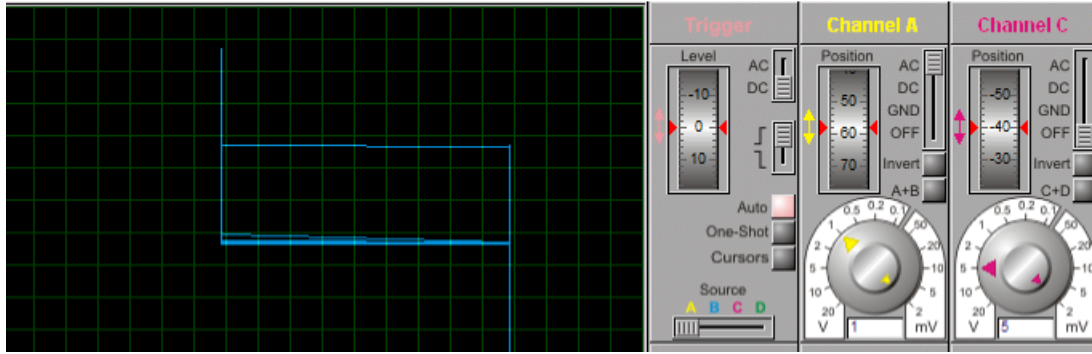 Trigger
Level
AC
DC
-10
0
10
Auto
One-Shot
Cursors
Source
A B C D
Channel A
Position
AC
DC
GND
OFF
50
60
70
Invert
A+B
20 10 5 2 1 0.5 0.2 0.1 50 20 10 5 2
V
1
mV
Channel C
Position
AC
DC
GND
OFF
-50
-40
-30
Invert
C+D
20 10 5 2 1 0.5 0.2 0.1 50 20 10 5 2
V
5
mV